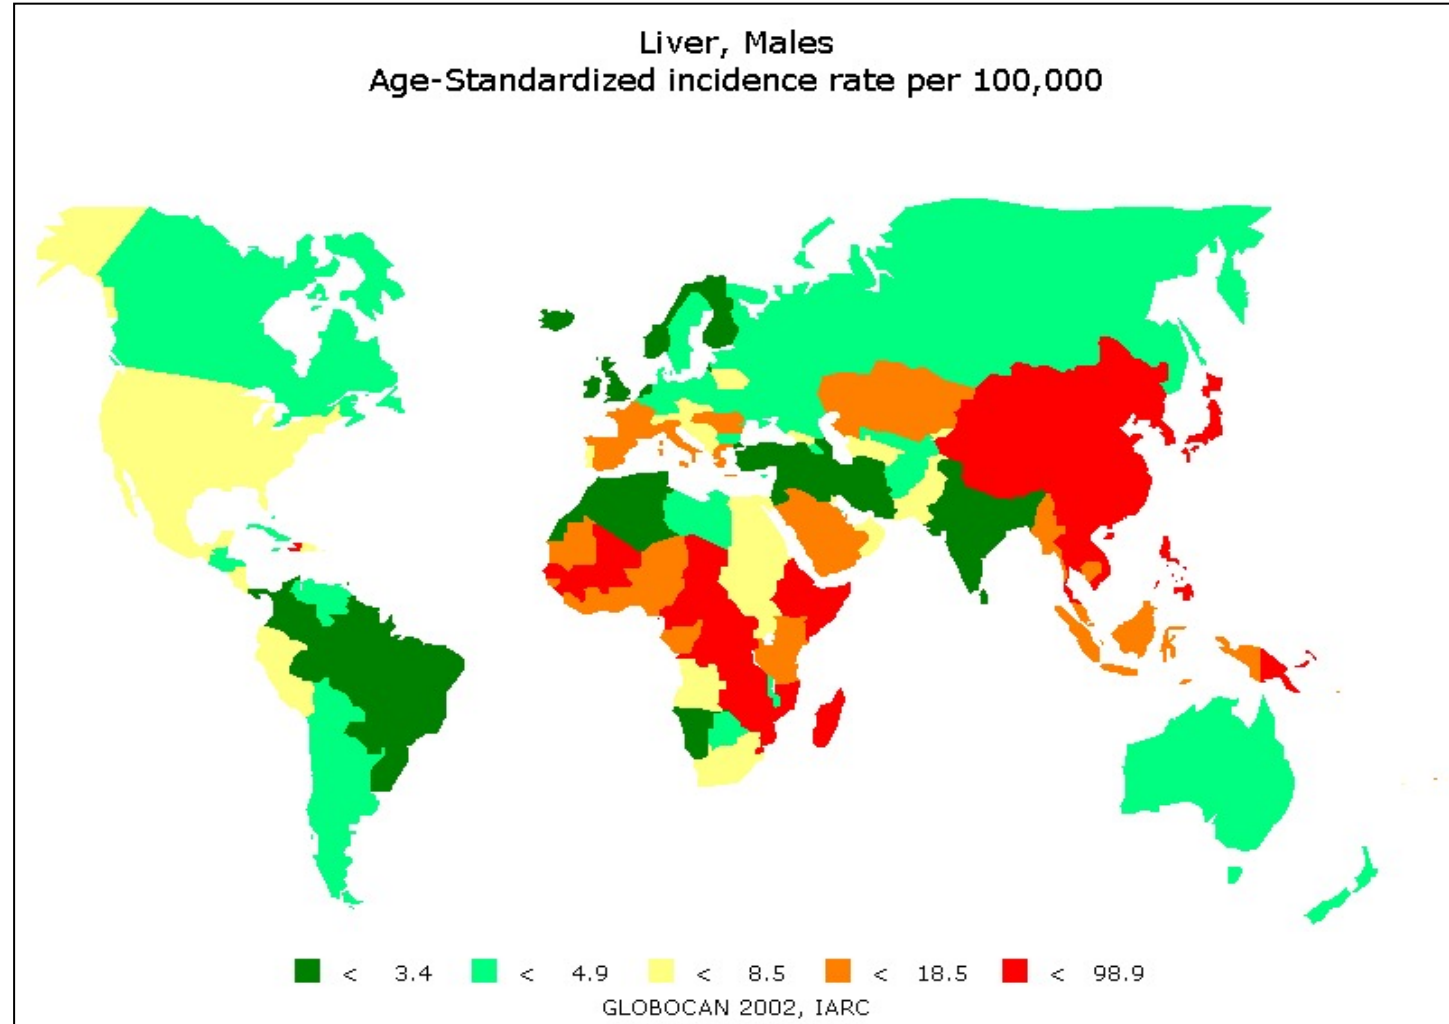 Liver, Males
Age-Standardized incidence rate per 100,000
< 3.4 < 4.9 < 8.5 < 18.5 < 98.9
GLOBOCAN 2002, IARC